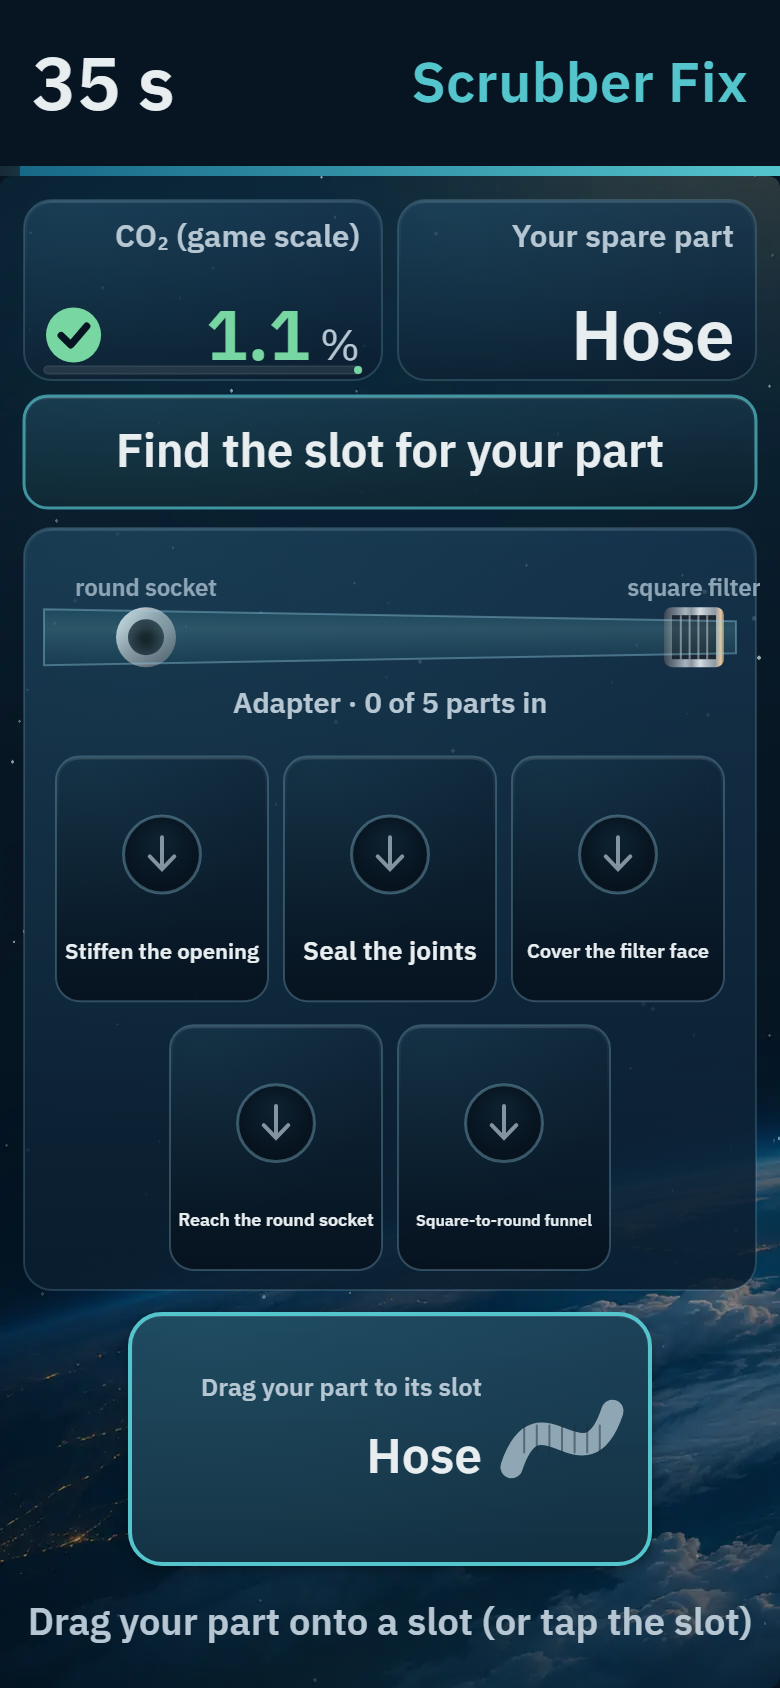 35 s
Scrubber Fix
CO₂ (game scale)
1.1 %
Your spare part
Hose
Find the slot for your part
round socket
square filter
Adapter · 0 of 5 parts in
Stiffen the opening
Seal the joints
Cover the filter face
Reach the round socket
Square-to-round funnel
Drag your part to its slot
Hose
Drag your part onto a slot (or tap the slot)